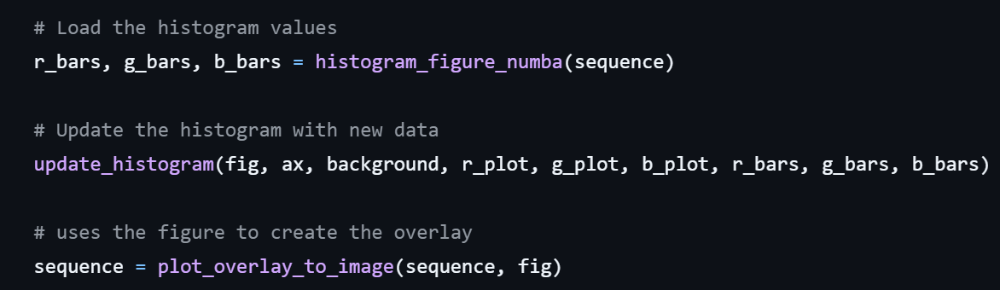 # Load the histogram values
r_bars, g_bars, b_bars = histogram_figure_numba(sequence)
# Update the histogram with new data
update_histogram(fig, ax, background, r_plot, g_plot, b_plot, r_bars, g_bars, b_bars)
# uses the figure to create the overlay
sequence = plot_overlay_to_image(sequence, fig)